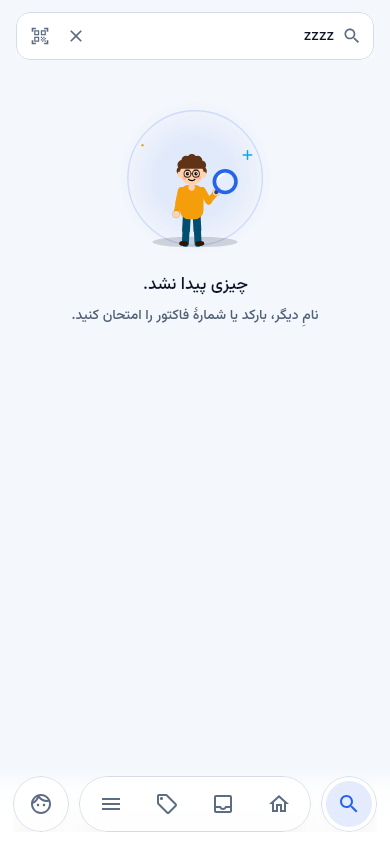 zzzz
چیزی پیدا نشد.
نامِ دیگر، بارکد یا شمارهٔ فاکتور را امتحان کنید.